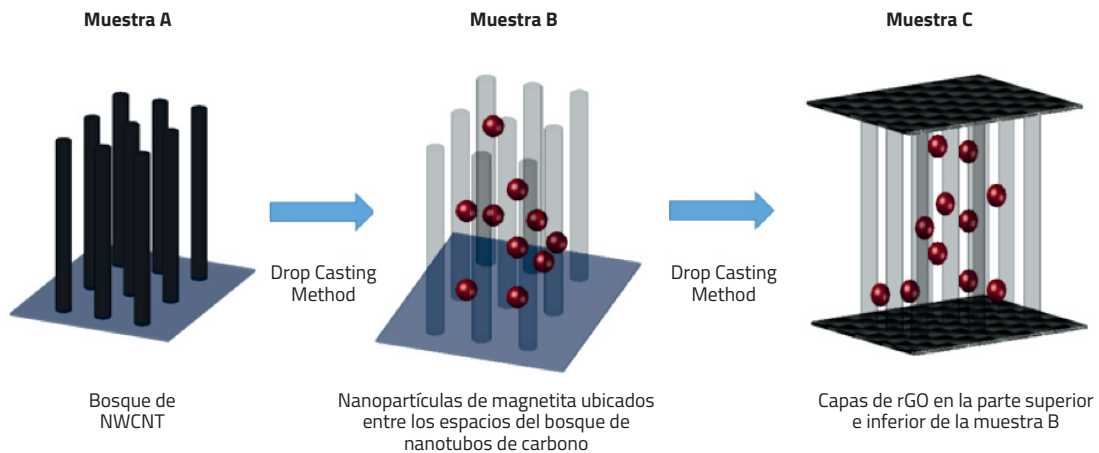 Muestra A
Muestra B
Muestra C
Drop Casting
Method
Drop Casting
Method
Bosque de
NWCNT
Nanopartículas de magnetita ubicados
entre los espacios del bosque de
nanotubos de carbono
Capas de rGO en la parte superior
e inferior de la muestra B